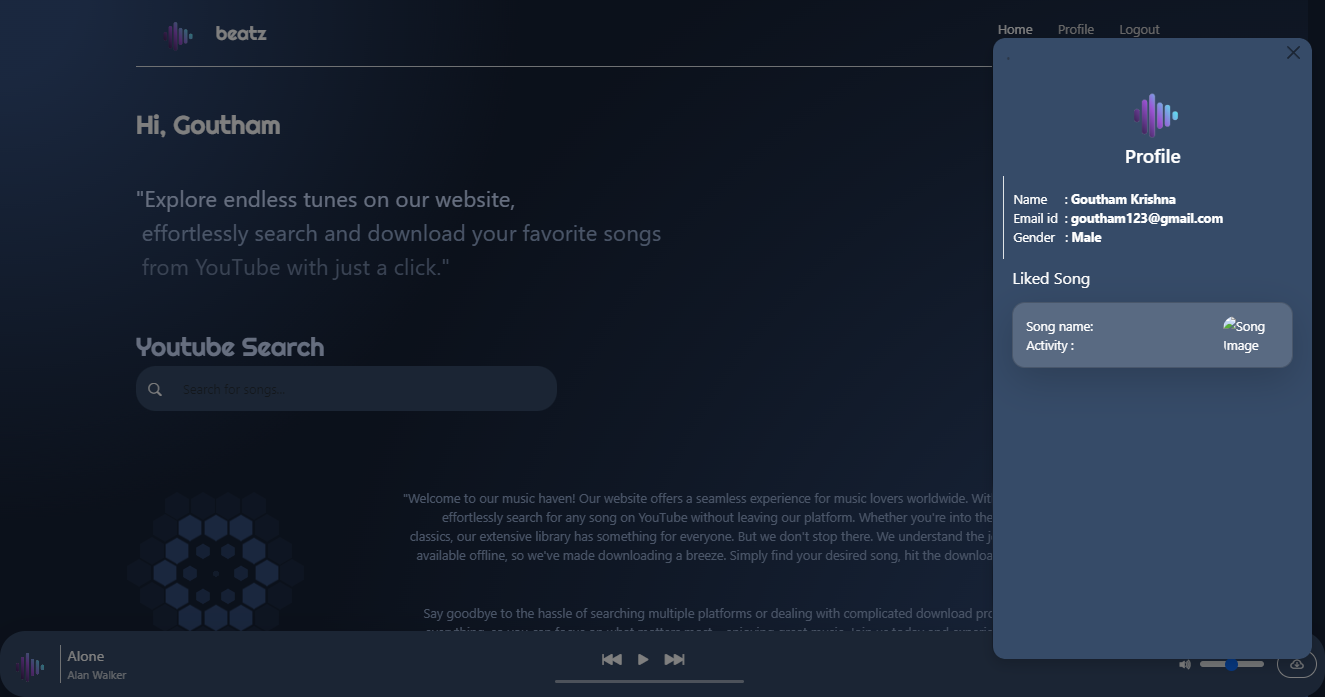 beatz
Home Profile Logout
Hi, Goutham
"Explore endless tunes on our website,
effortlessly search and download your favorite songs
from YouTube with just a click."
Youtube Search
Search for songs...
"Welcome to our music haven! Our website offers a seamless experience for music lovers worldwide. Wit
effortlessly search for any song on YouTube without leaving our platform. Whether you're into the
classics, our extensive library has something for everyone. But we don't stop there. We understand the j
available offline, so we've made downloading a breeze. Simply find your desired song, hit the downloa
Say goodbye to the hassle of searching multiple platforms or dealing with complicated download pro
Profile
Name : Goutham Krishna
Email id : goutham123@gmail.com
Gender : Male
Liked Song
Song name:
Activity :
Song
Image
Alone
Alan Walker